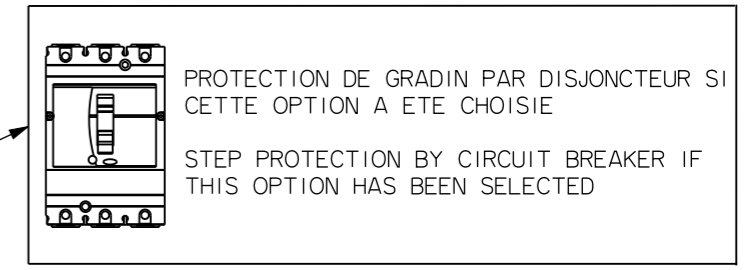 PROTECTION DE GRADIN PAR DISJONCTEUR SI
CETTE OPTION A ETE CHOISIE
STEP PROTECTION BY CIRCUIT BREAKER IF
THIS OPTION HAS BEEN SELECTED